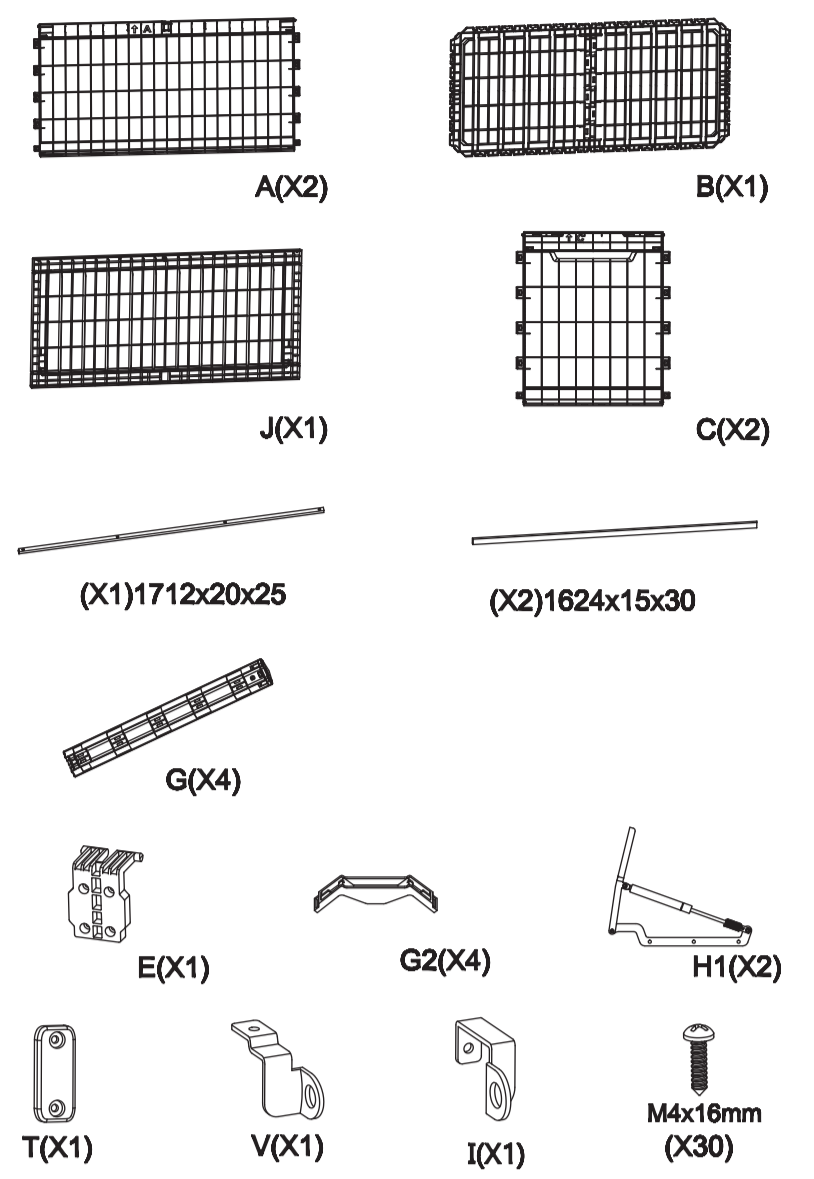 ↑ A
A(X2)
B(X1)
↑ C
J(X1)
C(X2)
(X1)1712x20x25
(X2)1624x15x30
G(X4)
E(X1)
G2(X4)
H1(X2)
T(X1)
V(X1)
I(X1)
M4x16mm
(X30)